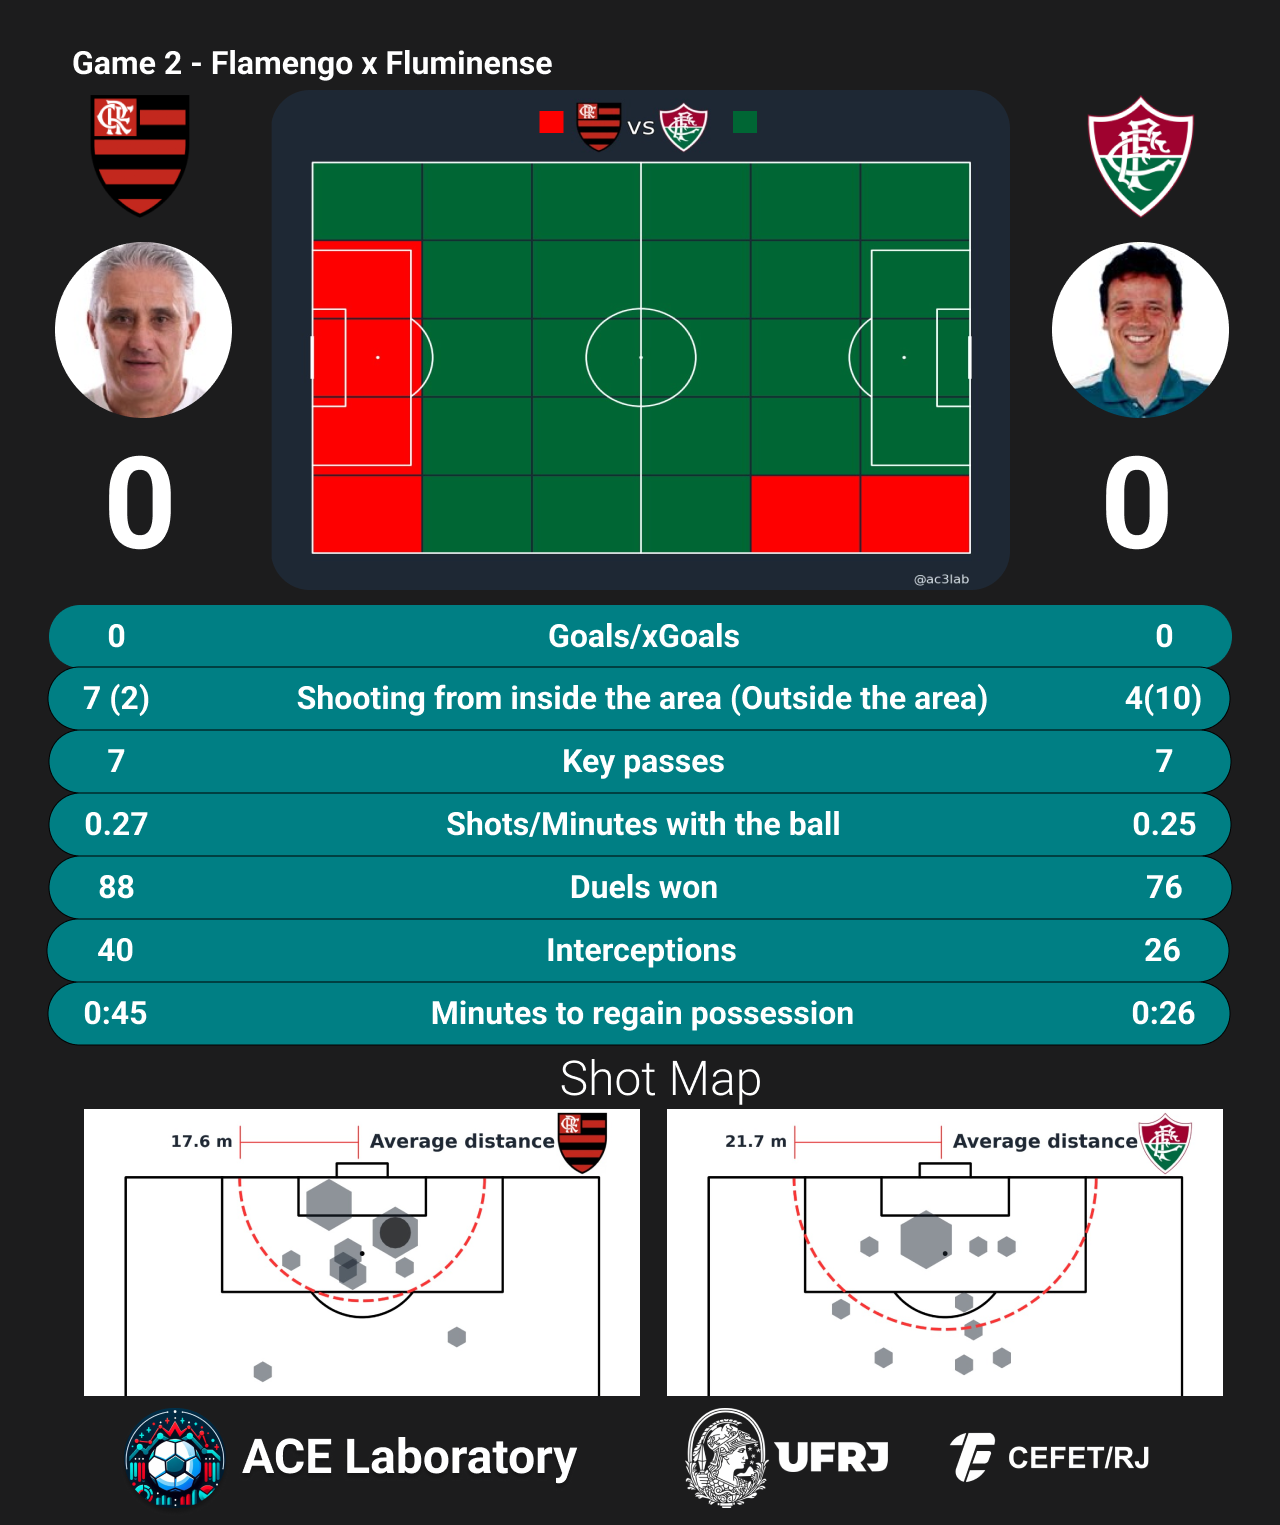 Game 2 - Flamengo x Fluminense
vs
@ac3lab
0 0
0 Goals/xGoals 0
7 (2) Shooting from inside the area (Outside the area) 4(10)
7 Key passes 7
0.27 Shots/Minutes with the ball 0.25
88 Duels won 76
40 Interceptions 26
0:45 Minutes to regain possession 0:26
Shot Map
17.6 m Average distance
21.7 m Average distance
ACE Laboratory
UFRJ
CEFET/RJ